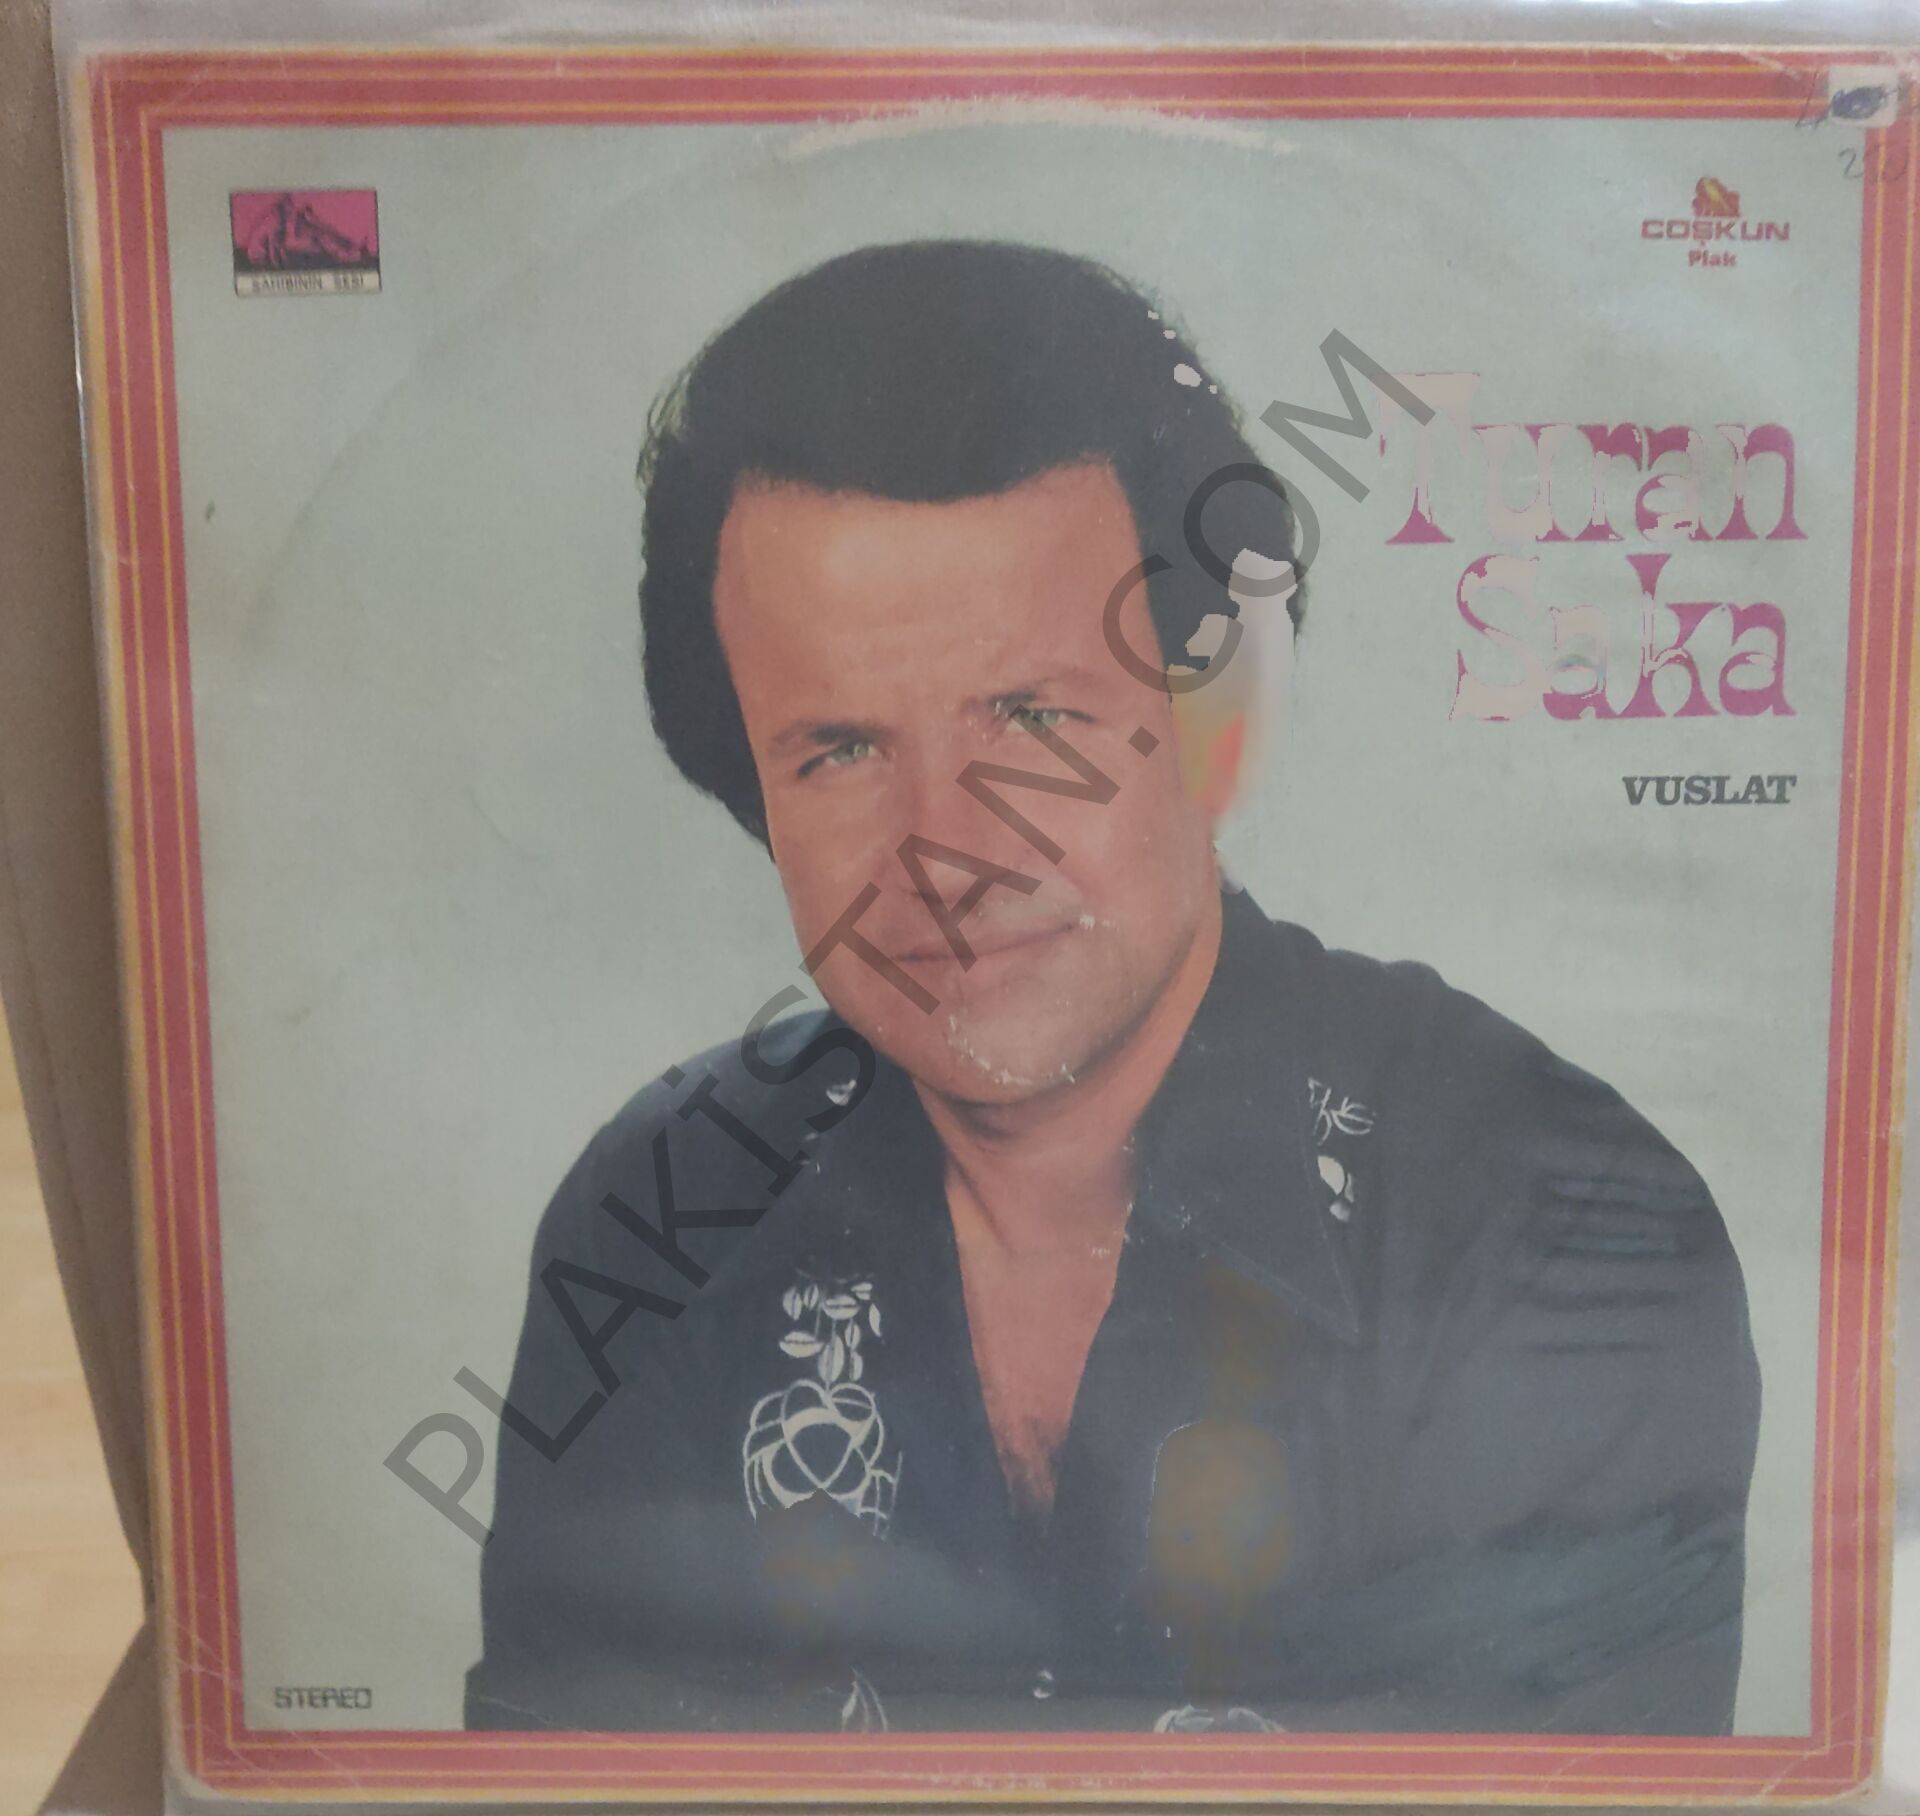 SAHİBİNİN SESİ
COŞKUN
Plak
Turan
Saka
VUSLAT
PLAKİSTAN.COM
STEREO